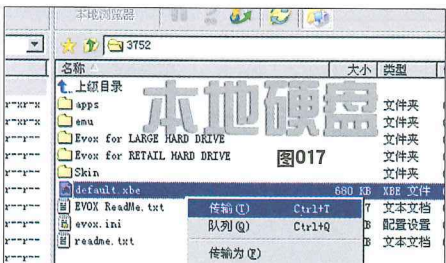 本地浏览器
3752
名称 大小 类型
上级目录
r-xr-x apps 文件夹
r-xr-x emu 文件夹
r--r-- Evox for LARGE HARD DRIVE 文件夹
r--r-- Evox for RETAIL HARD DRIVE 文件夹
r--r-- Skin 文件夹
本地硬盘
图017
r--r-- default.xbe 680 KB XBE 文件
r--r-- EVOX ReadMe.txt 7 文本文档
r--r-- evox.ini B 配置设置
r--r-- readme.txt B 文本文档
传输(T) Ctrl+T
队列(Q) Ctrl+Q
传输为(F)